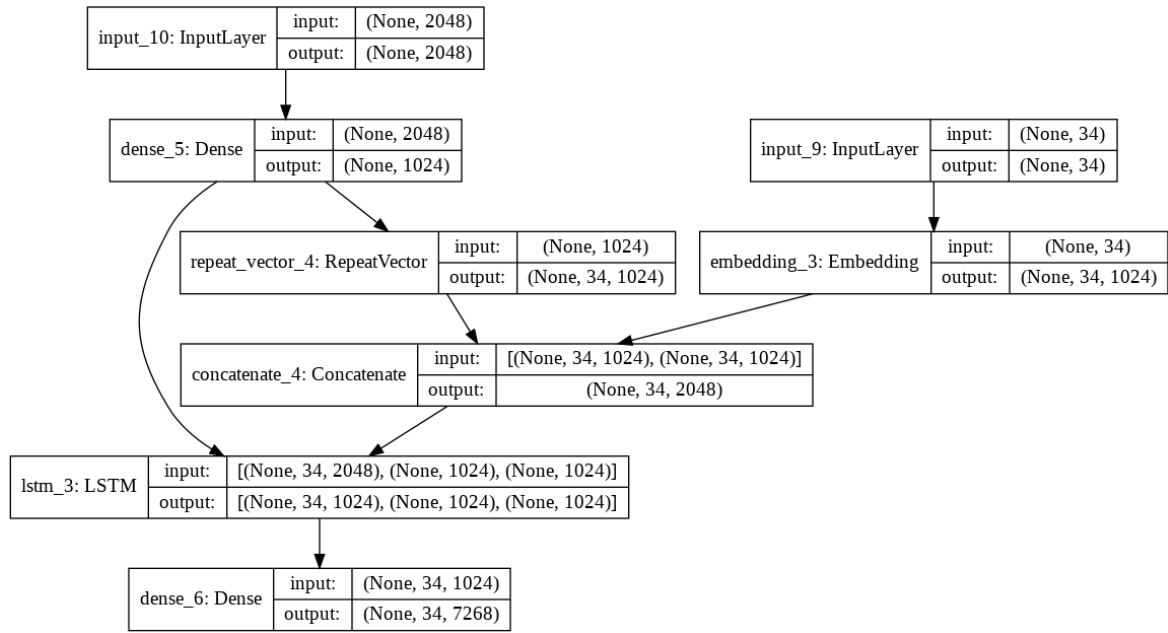 input_10: InputLayer
input: (None, 2048)
output: (None, 2048)
dense_5: Dense
input: (None, 2048)
output: (None, 1024)
input_9: InputLayer
input: (None, 34)
output: (None, 34)
repeat_vector_4: RepeatVector
input: (None, 1024)
output: (None, 34, 1024)
embedding_3: Embedding
input: (None, 34)
output: (None, 34, 1024)
concatenate_4: Concatenate
input: [(None, 34, 1024), (None, 34, 1024)]
output: (None, 34, 2048)
lstm_3: LSTM
input: [(None, 34, 2048), (None, 1024), (None, 1024)]
output: [(None, 34, 1024), (None, 1024), (None, 1024)]
dense_6: Dense
input: (None, 34, 1024)
output: (None, 34, 7268)